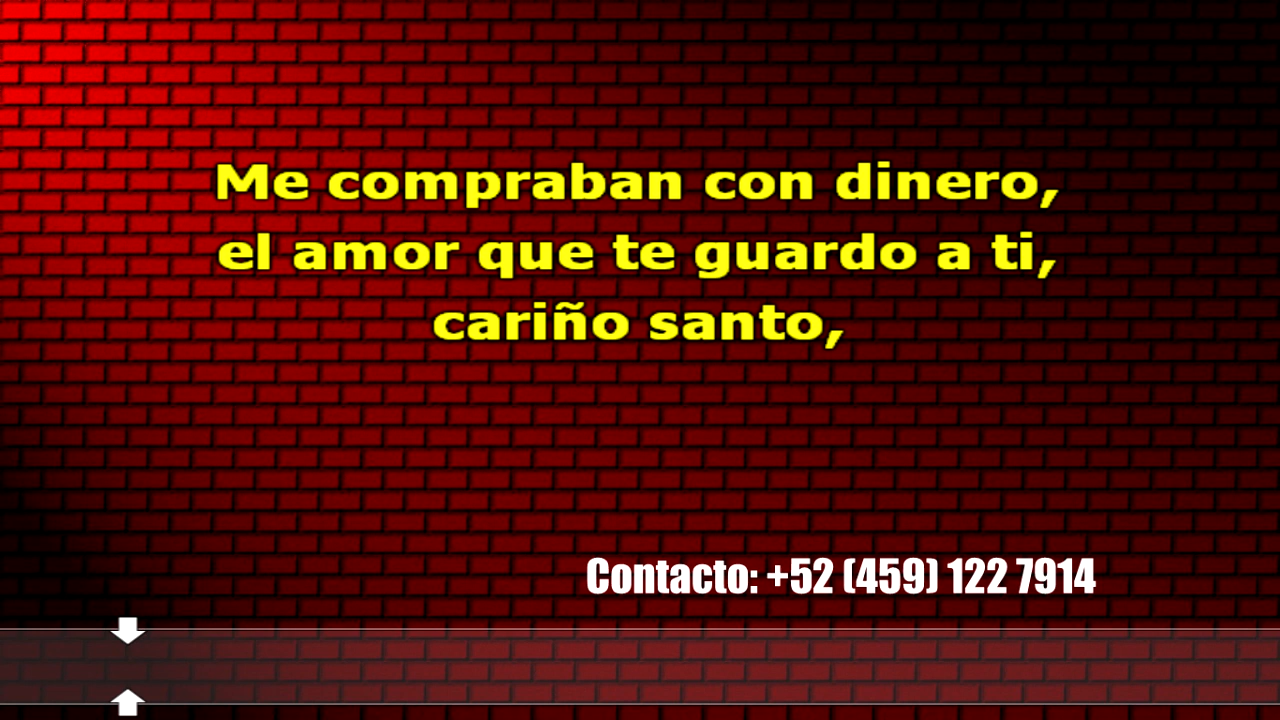 Me compraban con dinero,
el amor que te guardo a ti,
cariño santo,
Contacto: +52 (459) 122 7914